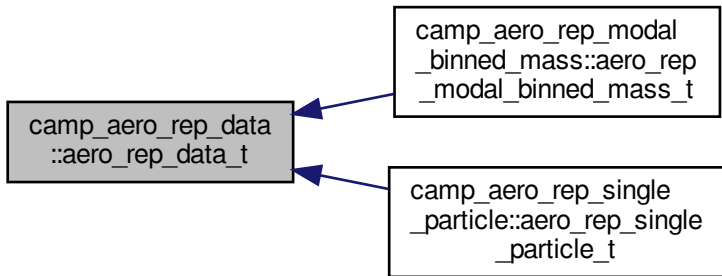 camp_aero_rep_data
::aero_rep_data_t
camp_aero_rep_modal
_binned_mass::aero_rep
_modal_binned_mass_t
camp_aero_rep_single
_particle::aero_rep_single
_particle_t